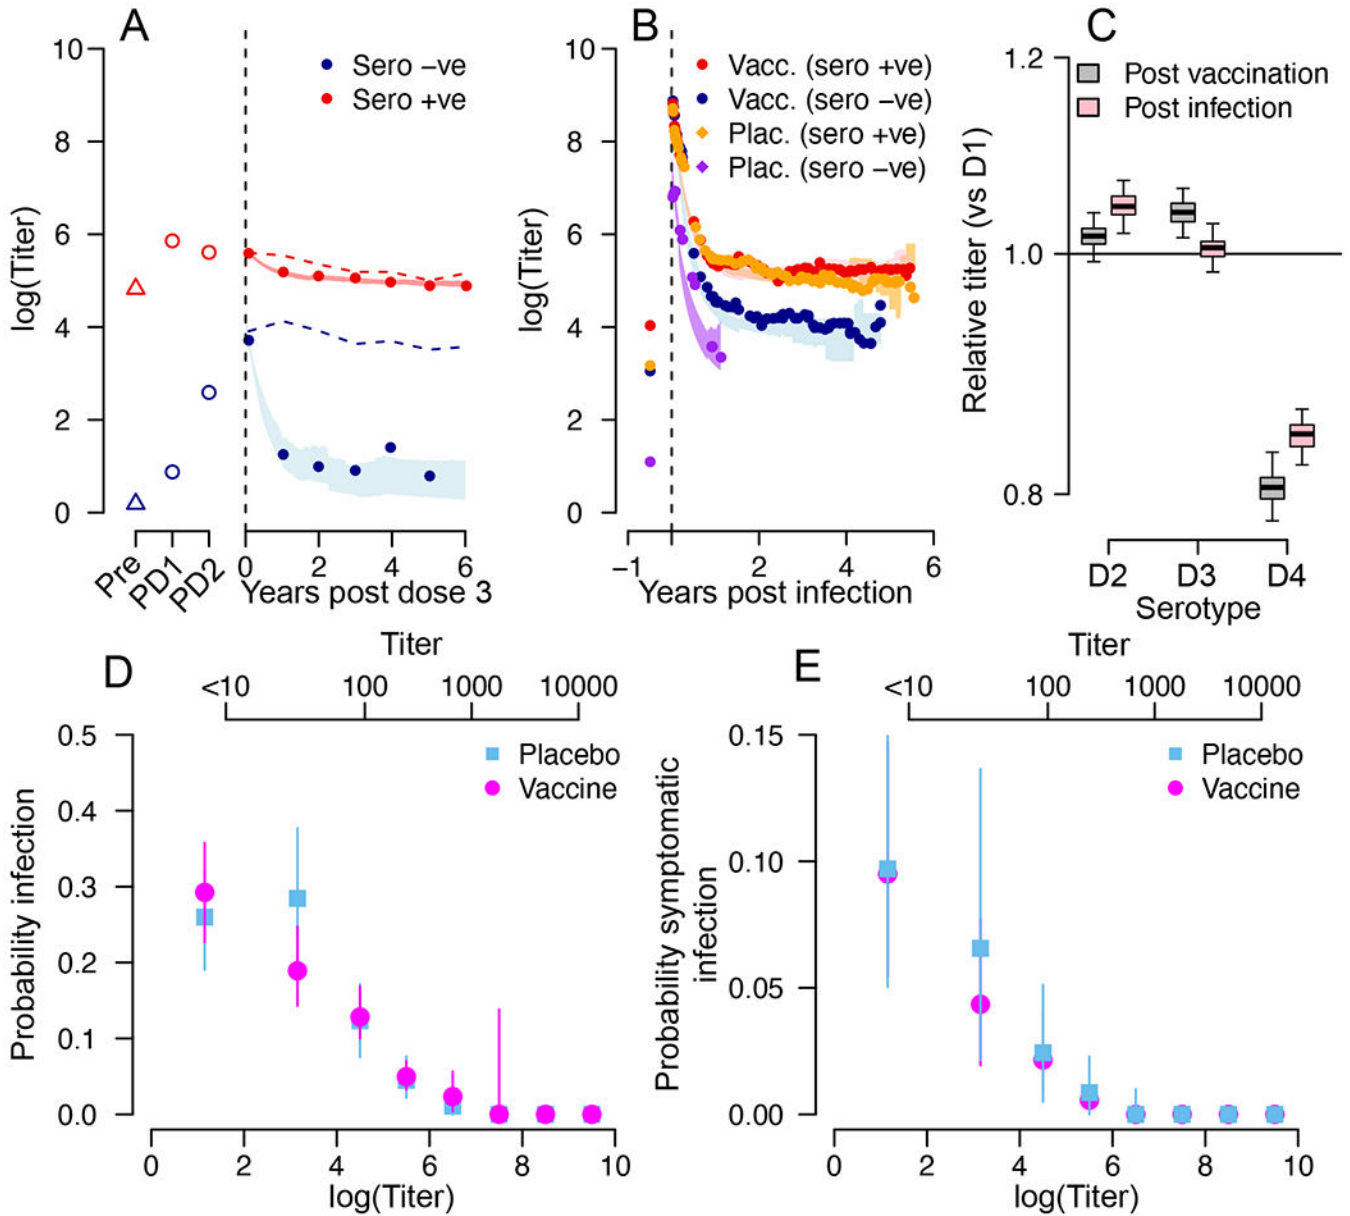 A
10
8
6
4
2
0
log(Titer)
Sero –ve
Sero +ve
Pre
PD1
PD2
0 2 4 6
Years post dose 3
B
10
8
6
4
2
0
log(Titer)
Vacc. (sero +ve)
Vacc. (sero –ve)
Plac. (sero +ve)
Plac. (sero –ve)
–1 2 4 6
Years post infection
C
1.2
1.0
0.8
Relative titer (vs D1)
Post vaccination
Post infection
D2 D3 D4
Serotype
D
Titer
<10 100 1000 10000
0.5
0.4
0.3
0.2
0.1
0.0
Probability infection
Placebo
Vaccine
0 2 4 6 8 10
log(Titer)
E
Titer
<10 100 1000 10000
0.15
0.10
0.05
0.00
Probability symptomatic
infection
Placebo
Vaccine
0 2 4 6 8 10
log(Titer)